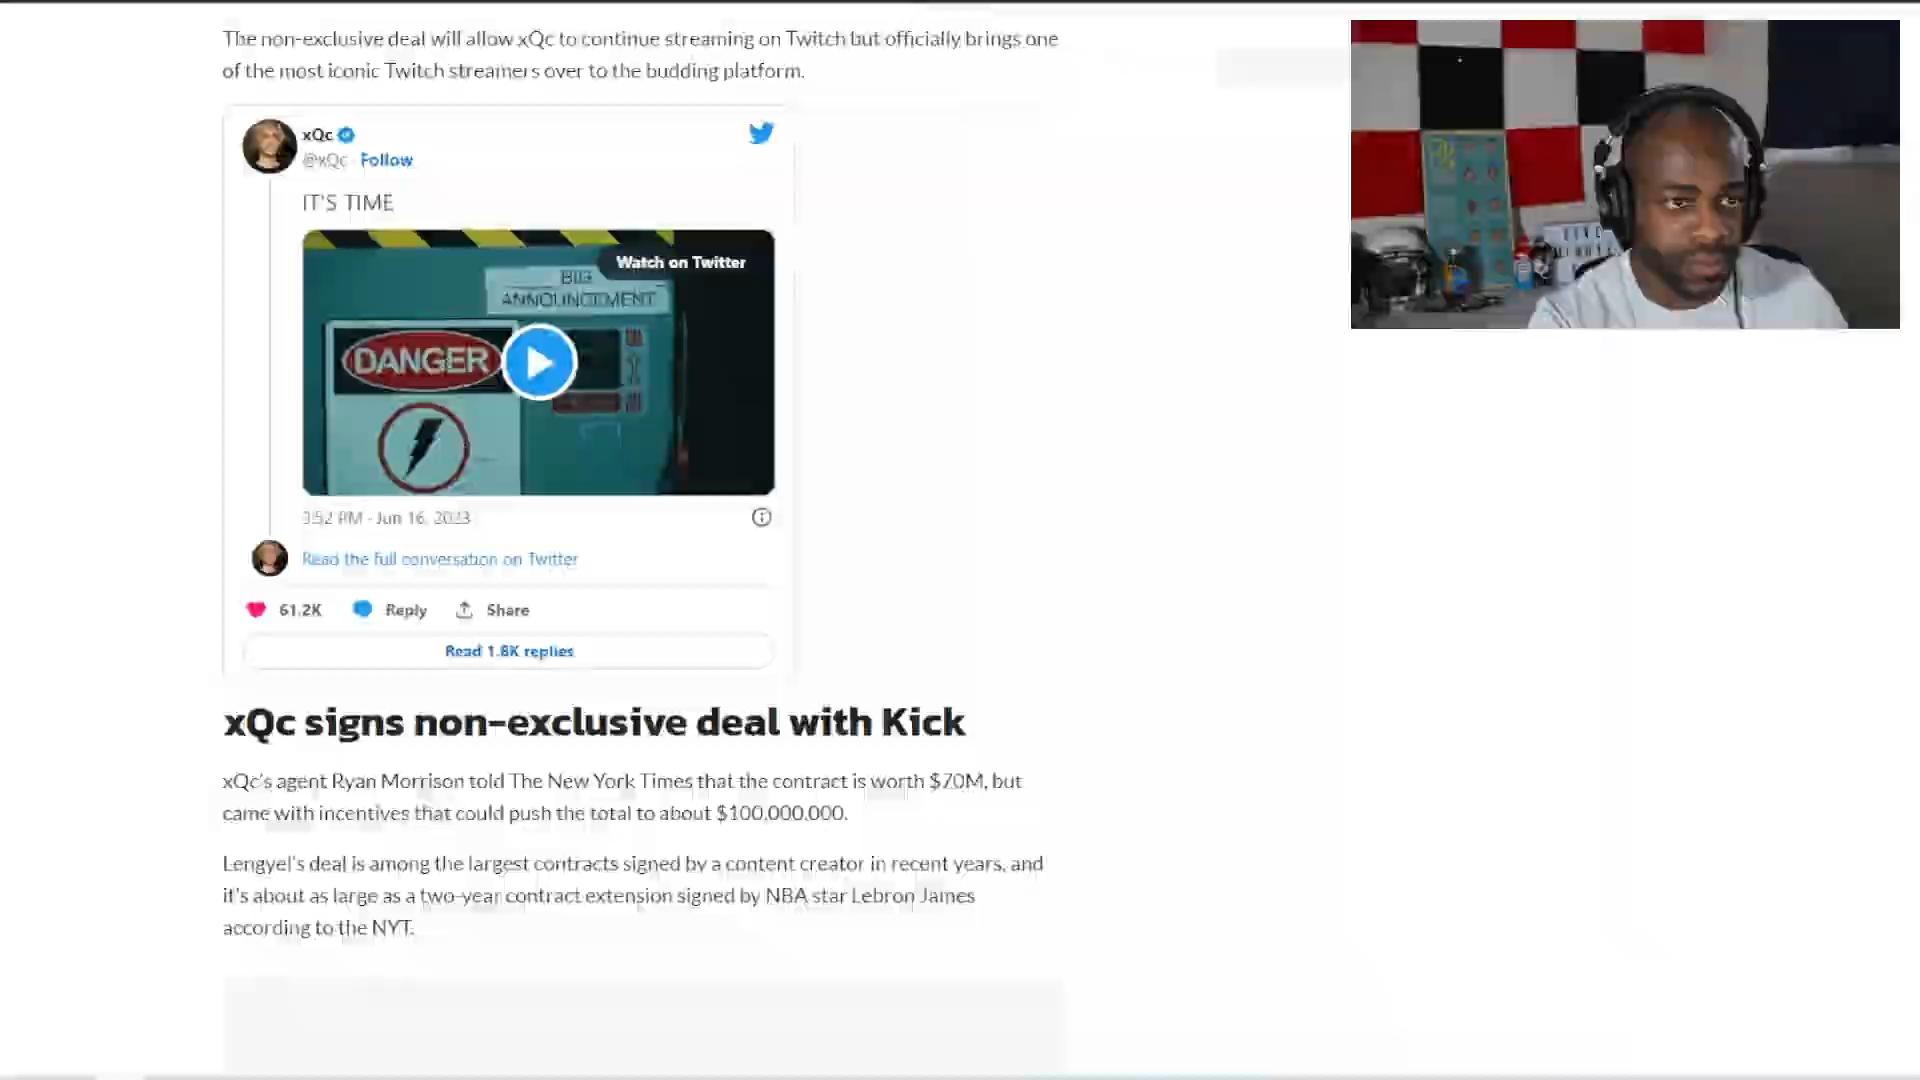 The non-exclusive deal will allow xQc to continue streaming on Twitch but officially brings one
of the most iconic Twitch streamers over to the budding platform.
xQc
@xQc · Follow
IT'S TIME
Watch on Twitter
BIG
ANNOUNCEMENT
DANGER
3:52 PM · Jun 16, 2023
Read the full conversation on Twitter
61.2K Reply Share
Read 1.8K replies
xQc signs non-exclusive deal with Kick
xQc's agent Ryan Morrison told The New York Times that the contract is worth $70M, but
came with incentives that could push the total to about $100,000,000.
Lengyel's deal is among the largest contracts signed by a content creator in recent years, and
it's about as large as a two-year contract extension signed by NBA star Lebron James
according to the NYT.